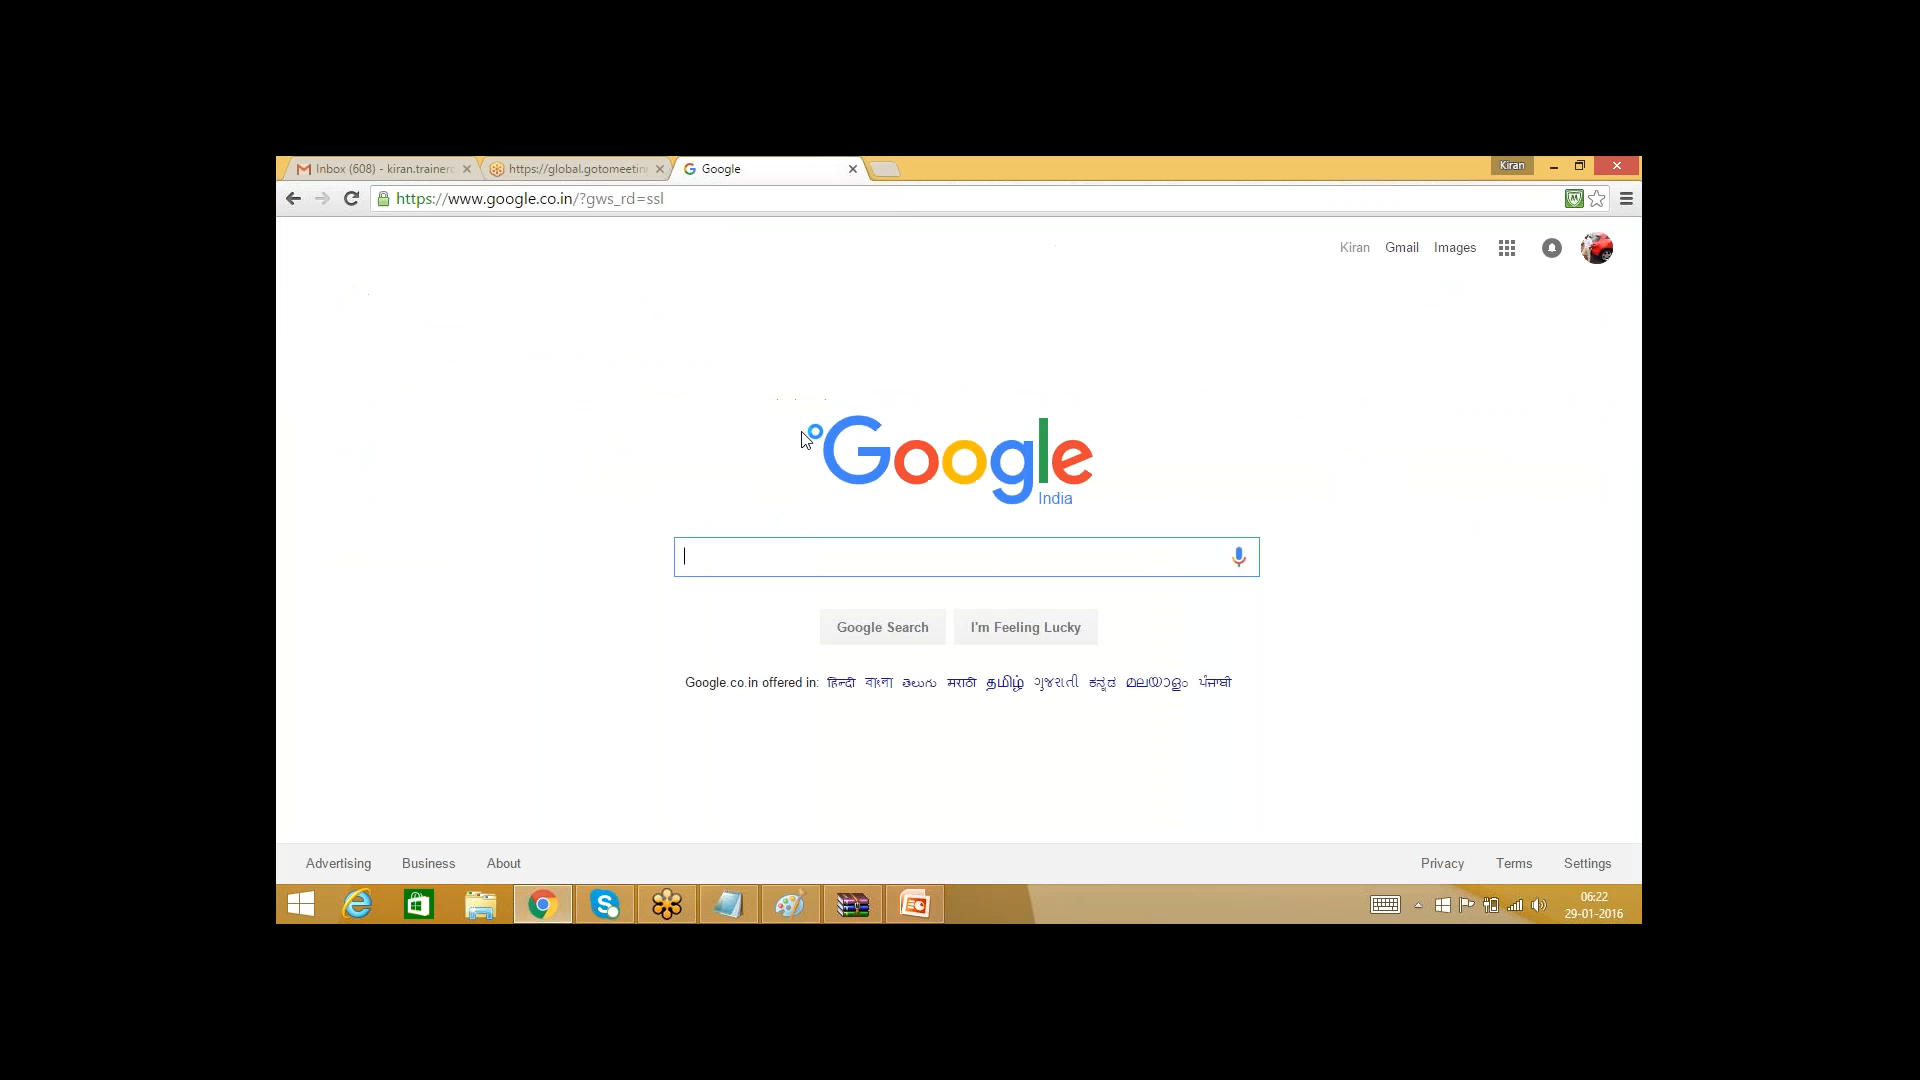 Inbox (608) - kiran.trainer
https://global.gotomeetin
Google
Kiran
https://www.google.co.in/?gws_rd=ssl
Kiran Gmail Images
Google
India
Google Search I'm Feeling Lucky
Google.co.in offered in: हिन्दी বাংলা తెలుగు मराठी தமிழ் ગુજરાતી ಕನ್ನಡ മലയാളം ਪੰਜਾਬੀ
Advertising Business About
Privacy Terms Settings
06:22
29-01-2016